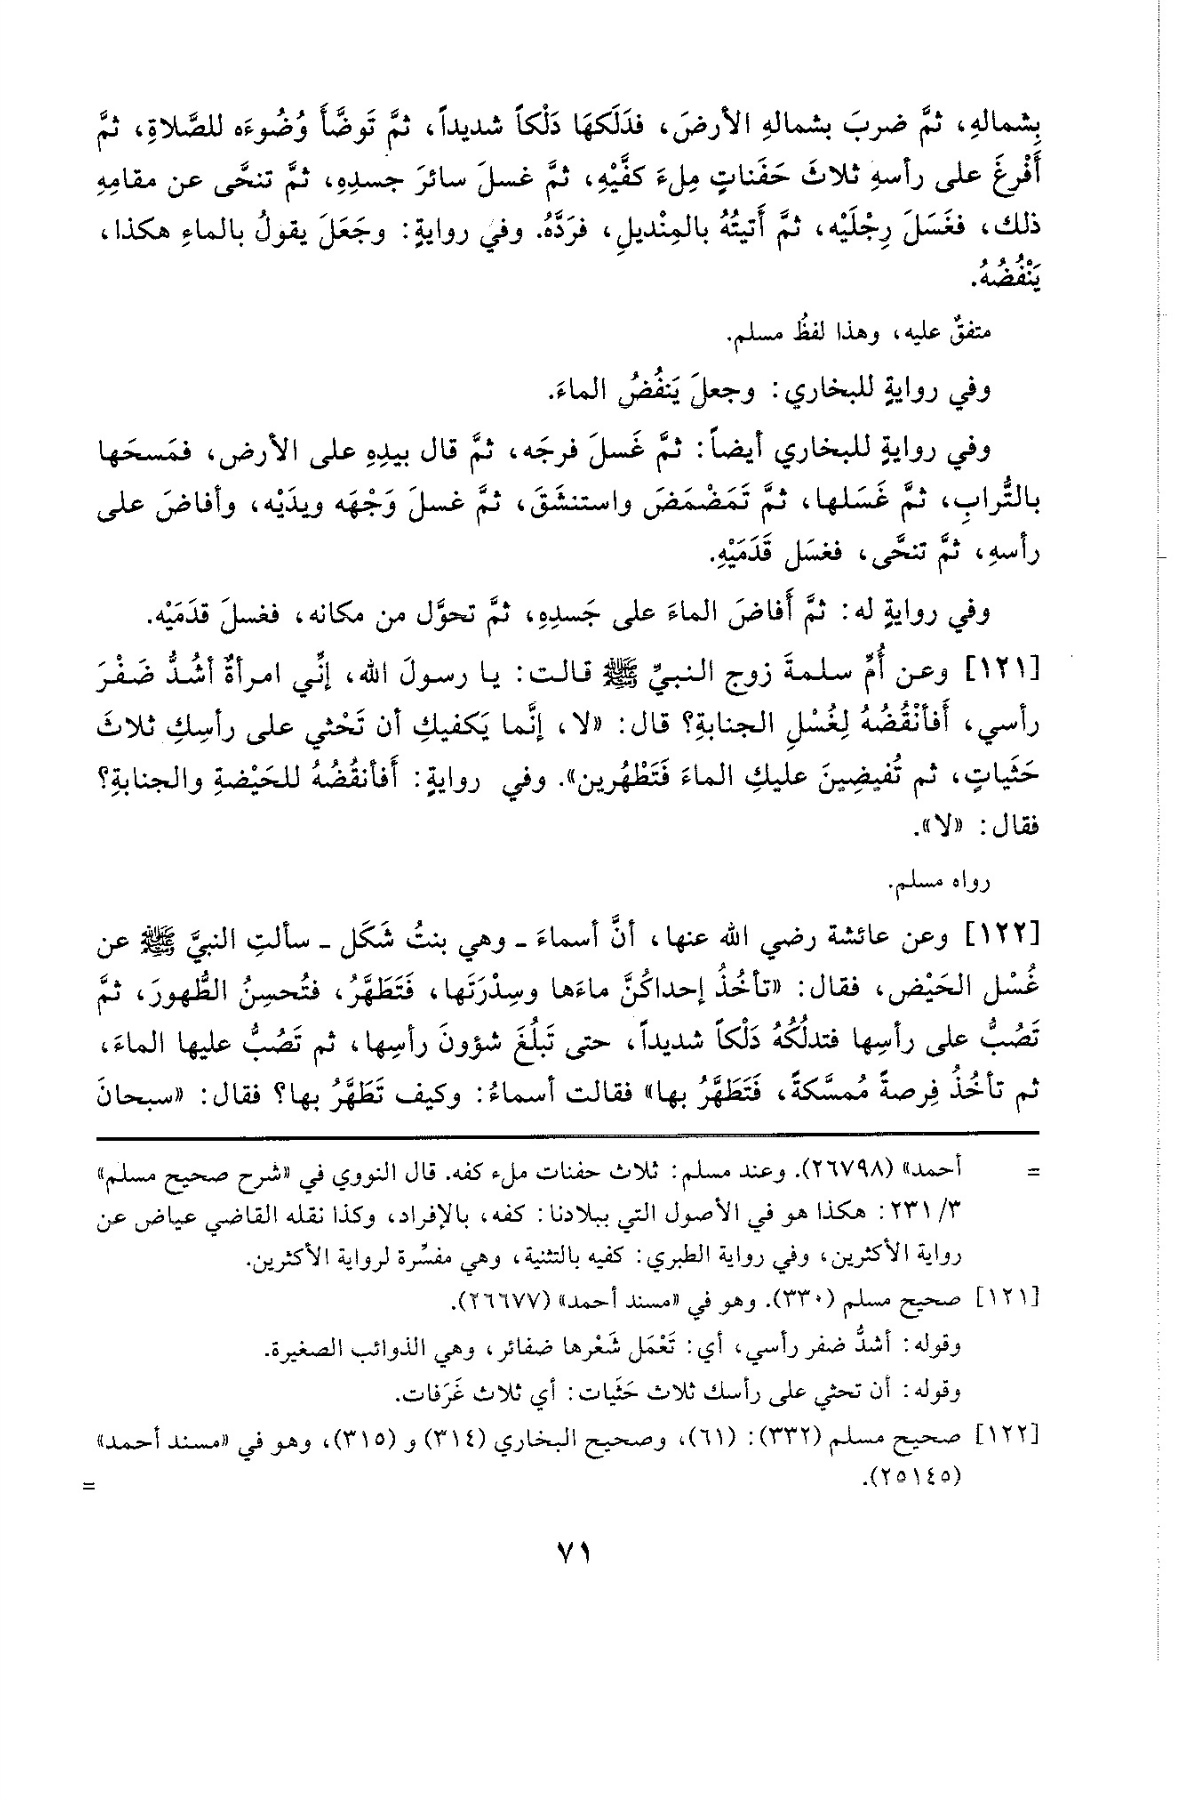 بِشمالهِ، ثمَّ ضربَ بشمالهِ الأرضَ، فدَلَكهَا دَلْكاً شديداً، ثمَّ تَوضَّأَ وُضُوءَه للصَّلاةِ، ثمَّ
أَفْرغَ على رأسهِ ثلاثَ حَفَناتٍ مِلءَ كفَّيْهِ، ثمَّ غسلَ سائرَ جسدِهِ، ثمَّ تنحَّى عن مقامِهِ
ذلك، فغَسَلَ رِجْلَيْه، ثمَّ أَتيتُهُ بالمِنْديلِ، فرَدَّهُ. وفي روايةٍ: وجَعَلَ يقولُ بالماءِ هكذا،
يَنْفُضُهُ.
متفقٌ عليه، وهذا لفظُ مسلم.
وفي روايةٍ للبخاري: وجعلَ يَنفُضُ الماءَ.
وفي روايةٍ للبخاري أيضاً: ثمَّ غَسلَ فرجَه، ثمَّ قال بيدِهِ على الأرض، فمَسحَها
بالتُّرابِ، ثمَّ غَسَلها، ثمَّ تَمَضْمَضَ واستنشَقَ، ثمَّ غسلَ وَجْهَه ويدَيْه، وأفاضَ على
رأسهِ، ثمَّ تنحَّى، فغسَل قَدَمَيْهِ.
وفي روايةٍ له: ثمَّ أَفاضَ الماءَ على جَسدِهِ، ثمَّ تحوَّل من مكانه، فغسلَ قدَمَيْه.
[١٢١] وعن أُمِّ سلمةَ زوج النبيِّ ﷺ قالت: يا رسولَ الله، إنِّي امرأةٌ أشُدُّ ضَفْرَ
رأسي، أَفأنْقُضُهُ لِغُسْلِ الجنابةِ؟ قال: «لا، إنَّما يَكفيكِ أن تَحْثي على رأسِكِ ثلاثَ
حَثَياتٍ، ثم تُفيضِينَ عليكِ الماءَ فَتَطْهُرين». وفي روايةٍ: أَفأنقُضُهُ للحَيْضةِ والجنابةِ؟
فقال: «لا».
رواه مسلم.
[١٢٢] وعن عائشة رضي الله عنها، أنَّ أسماءَ ـ وهي بنتُ شَكَل ـ سألتِ النبيَّ ﷺ عن
غُسْل الحَيْض، فقال: «تأخُذُ إحداكُنَّ ماءَها وسِدْرَتَها، فَتَطَهَّرُ، فتُحسِنُ الطُّهورَ، ثمَّ
تَصُبُّ على رأسِها فتدلُكُهُ دَلْكاً شديداً، حتى تَبلُغَ شؤونَ رأسِها، ثم تَصُبُّ عليها الماءَ،
ثم تأخُذُ فِرصةً مُمسَّكةً، فَتَطَهَّرُ بها» فقالت أسماءُ: وكيف تَطَهَّرُ بها؟ فقال: «سبحانَ
= أحمد» (٢٦٧٩٨). وعند مسلم: ثلاث حفنات ملء كفه. قال النووي في «شرح صحيح مسلم»
٣/ ٢٣١: هكذا هو في الأصول التي ببلادنا: كفه، بالإفراد، وكذا نقله القاضي عياض عن
رواية الأكثرين، وفي رواية الطبري: كفيه بالتثنية، وهي مفسِّرة لرواية الأكثرين.
[١٢١] صحيح مسلم (٣٣٠). وهو في «مسند أحمد» (٢٦٦٧٧).
وقوله: أشدُّ ضفر رأسي، أي: تَعْمَل شَعْرها ضفائر، وهي الذوائب الصغيرة.
وقوله: أن تحثي على رأسك ثلاث حَثَيات: أي ثلاث غَرَفات.
[١٢٢] صحيح مسلم (٣٣٢): (٦١)، وصحيح البخاري (٣١٤) و (٣١٥)، وهو في «مسند أحمد»
(٢٥١٤٥). =
٧١